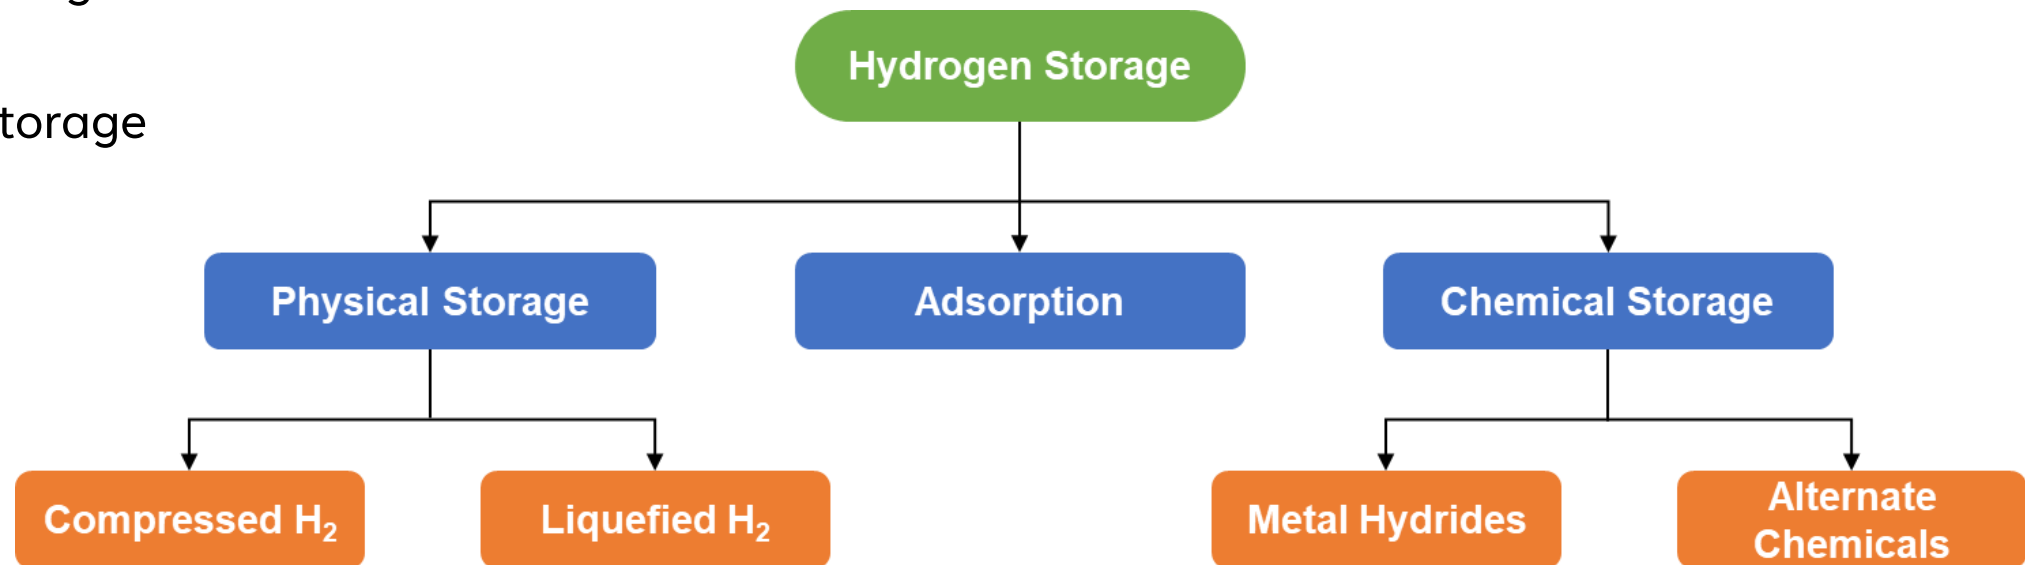 torage
Hydrogen Storage
Physical Storage
Adsorption
Chemical Storage
Compressed H₂
Liquefied H₂
Metal Hydrides
Alternate
Chemicals